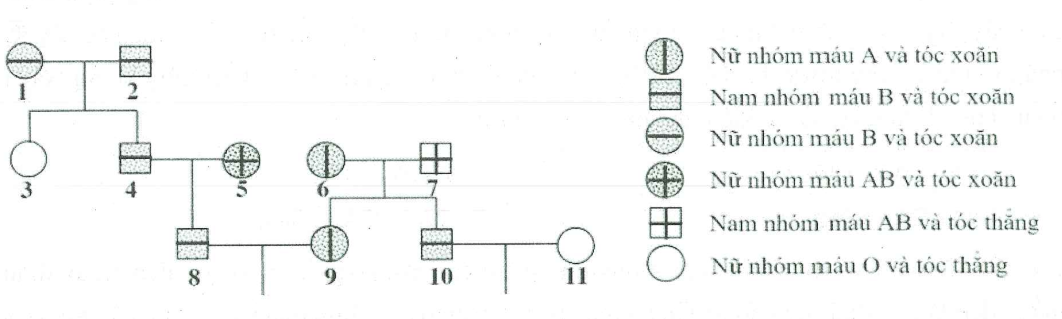 1
2
3
4
5
6
7
8
9
10
11
Nữ nhóm máu A và tóc xoăn
Nam nhóm máu B và tóc xoăn
Nữ nhóm máu B và tóc xoăn
Nữ nhóm máu AB và tóc xoăn
Nam nhóm máu AB và tóc thẳng
Nữ nhóm máu O và tóc thẳng